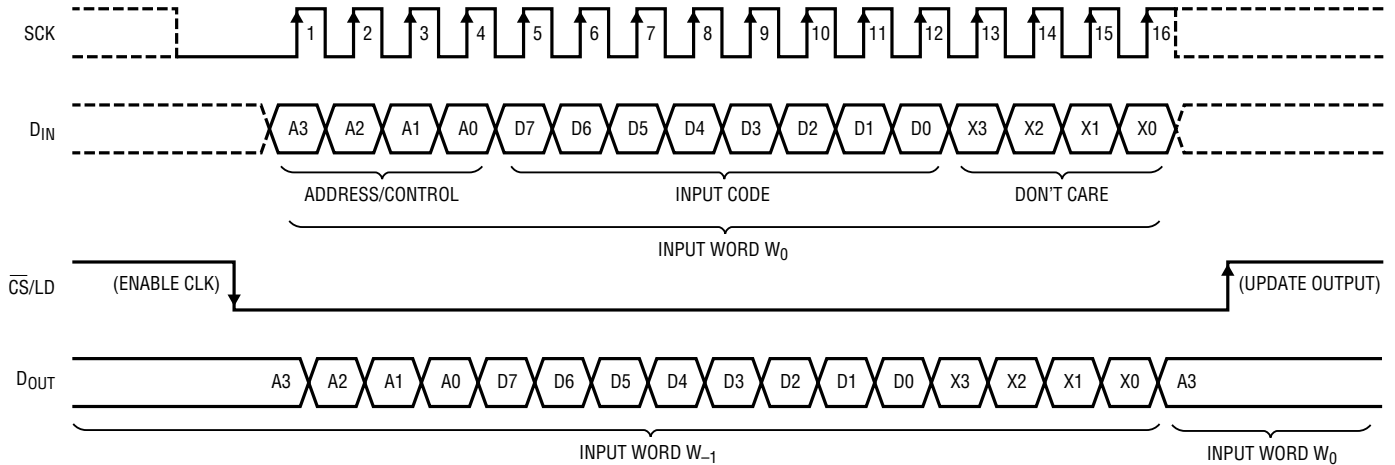 SCK 1 2 3 4 5 6 7 8 9 10 11 12 13 14 15 16
DIN A3 A2 A1 A0 D7 D6 D5 D4 D3 D2 D1 D0 X3 X2 X1 X0
ADDRESS/CONTROL INPUT CODE DON'T CARE
INPUT WORD W0
CS/LD (ENABLE CLK) (UPDATE OUTPUT)
DOUT A3 A2 A1 A0 D7 D6 D5 D4 D3 D2 D1 D0 X3 X2 X1 X0 A3
INPUT WORD W–1 INPUT WORD W0